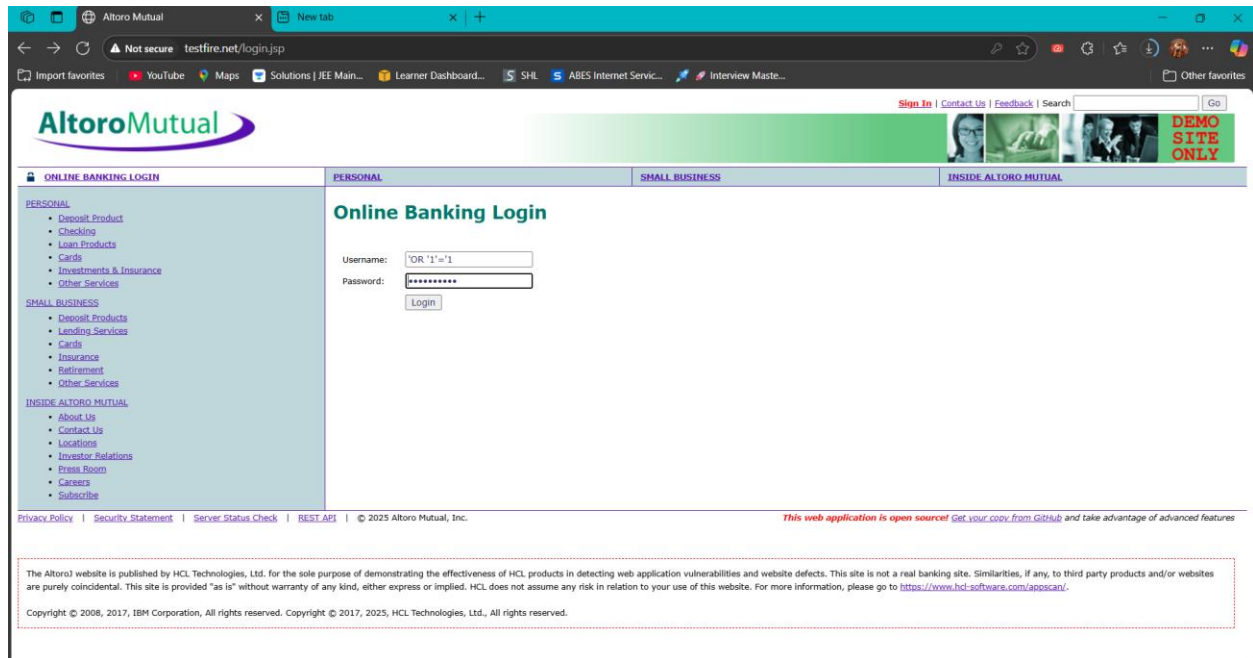 Altoro Mutual
New tab
Not secure testfire.net/login.jsp
Import favorites YouTube Maps Solutions | JEE Main... Learner Dashboard... SHL ABES Internet Servic... Interview Maste... Other favorites
Sign In | Contact Us | Feedback | Search Go
AltoroMutual
DEMO
SITE
ONLY
ONLINE BANKING LOGIN PERSONAL SMALL BUSINESS INSIDE ALTORO MUTUAL
PERSONAL
Deposit Product
Checking
Loan Products
Cards
Investments & Insurance
Other Services
SMALL BUSINESS
Deposit Products
Lending Services
Cards
Insurance
Retirement
Other Services
INSIDE ALTORO MUTUAL
About Us
Contact Us
Locations
Investor Relations
Press Room
Careers
Subscribe
Online Banking Login
Username: 'OR '1'='1
Password: ••••••••••
Login
Privacy Policy | Security Statement | Server Status Check | REST API | © 2025 Altoro Mutual, Inc. This web application is open source! Get your copy from GitHub and take advantage of advanced features
The AltoroJ website is published by HCL Technologies, Ltd. for the sole purpose of demonstrating the effectiveness of HCL products in detecting web application vulnerabilities and website defects. This site is not a real banking site. Similarities, if any, to third party products and/or websites
are purely coincidental. This site is provided "as is" without warranty of any kind, either express or implied. HCL does not assume any risk in relation to your use of this website. For more information, please go to https://www.hcl-software.com/appscan/.
Copyright © 2008, 2017, IBM Corporation, All rights reserved. Copyright © 2017, 2025, HCL Technologies, Ltd., All rights reserved.